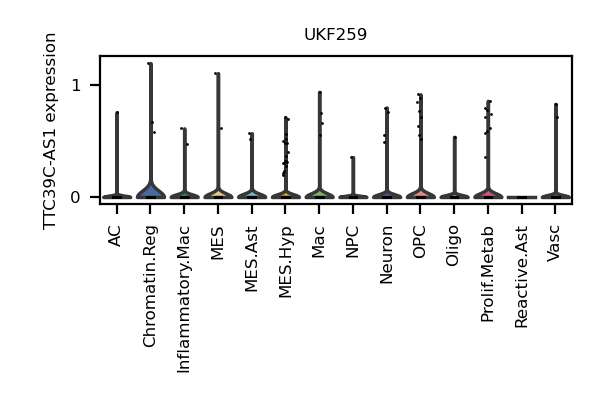 UKF259
TTC39C-AS1 expression
1
0
AC
Chromatin.Reg
Inflammatory.Mac
MES
MES.Ast
MES.Hyp
Mac
NPC
Neuron
OPC
Oligo
Prolif.Metab
Reactive.Ast
Vasc